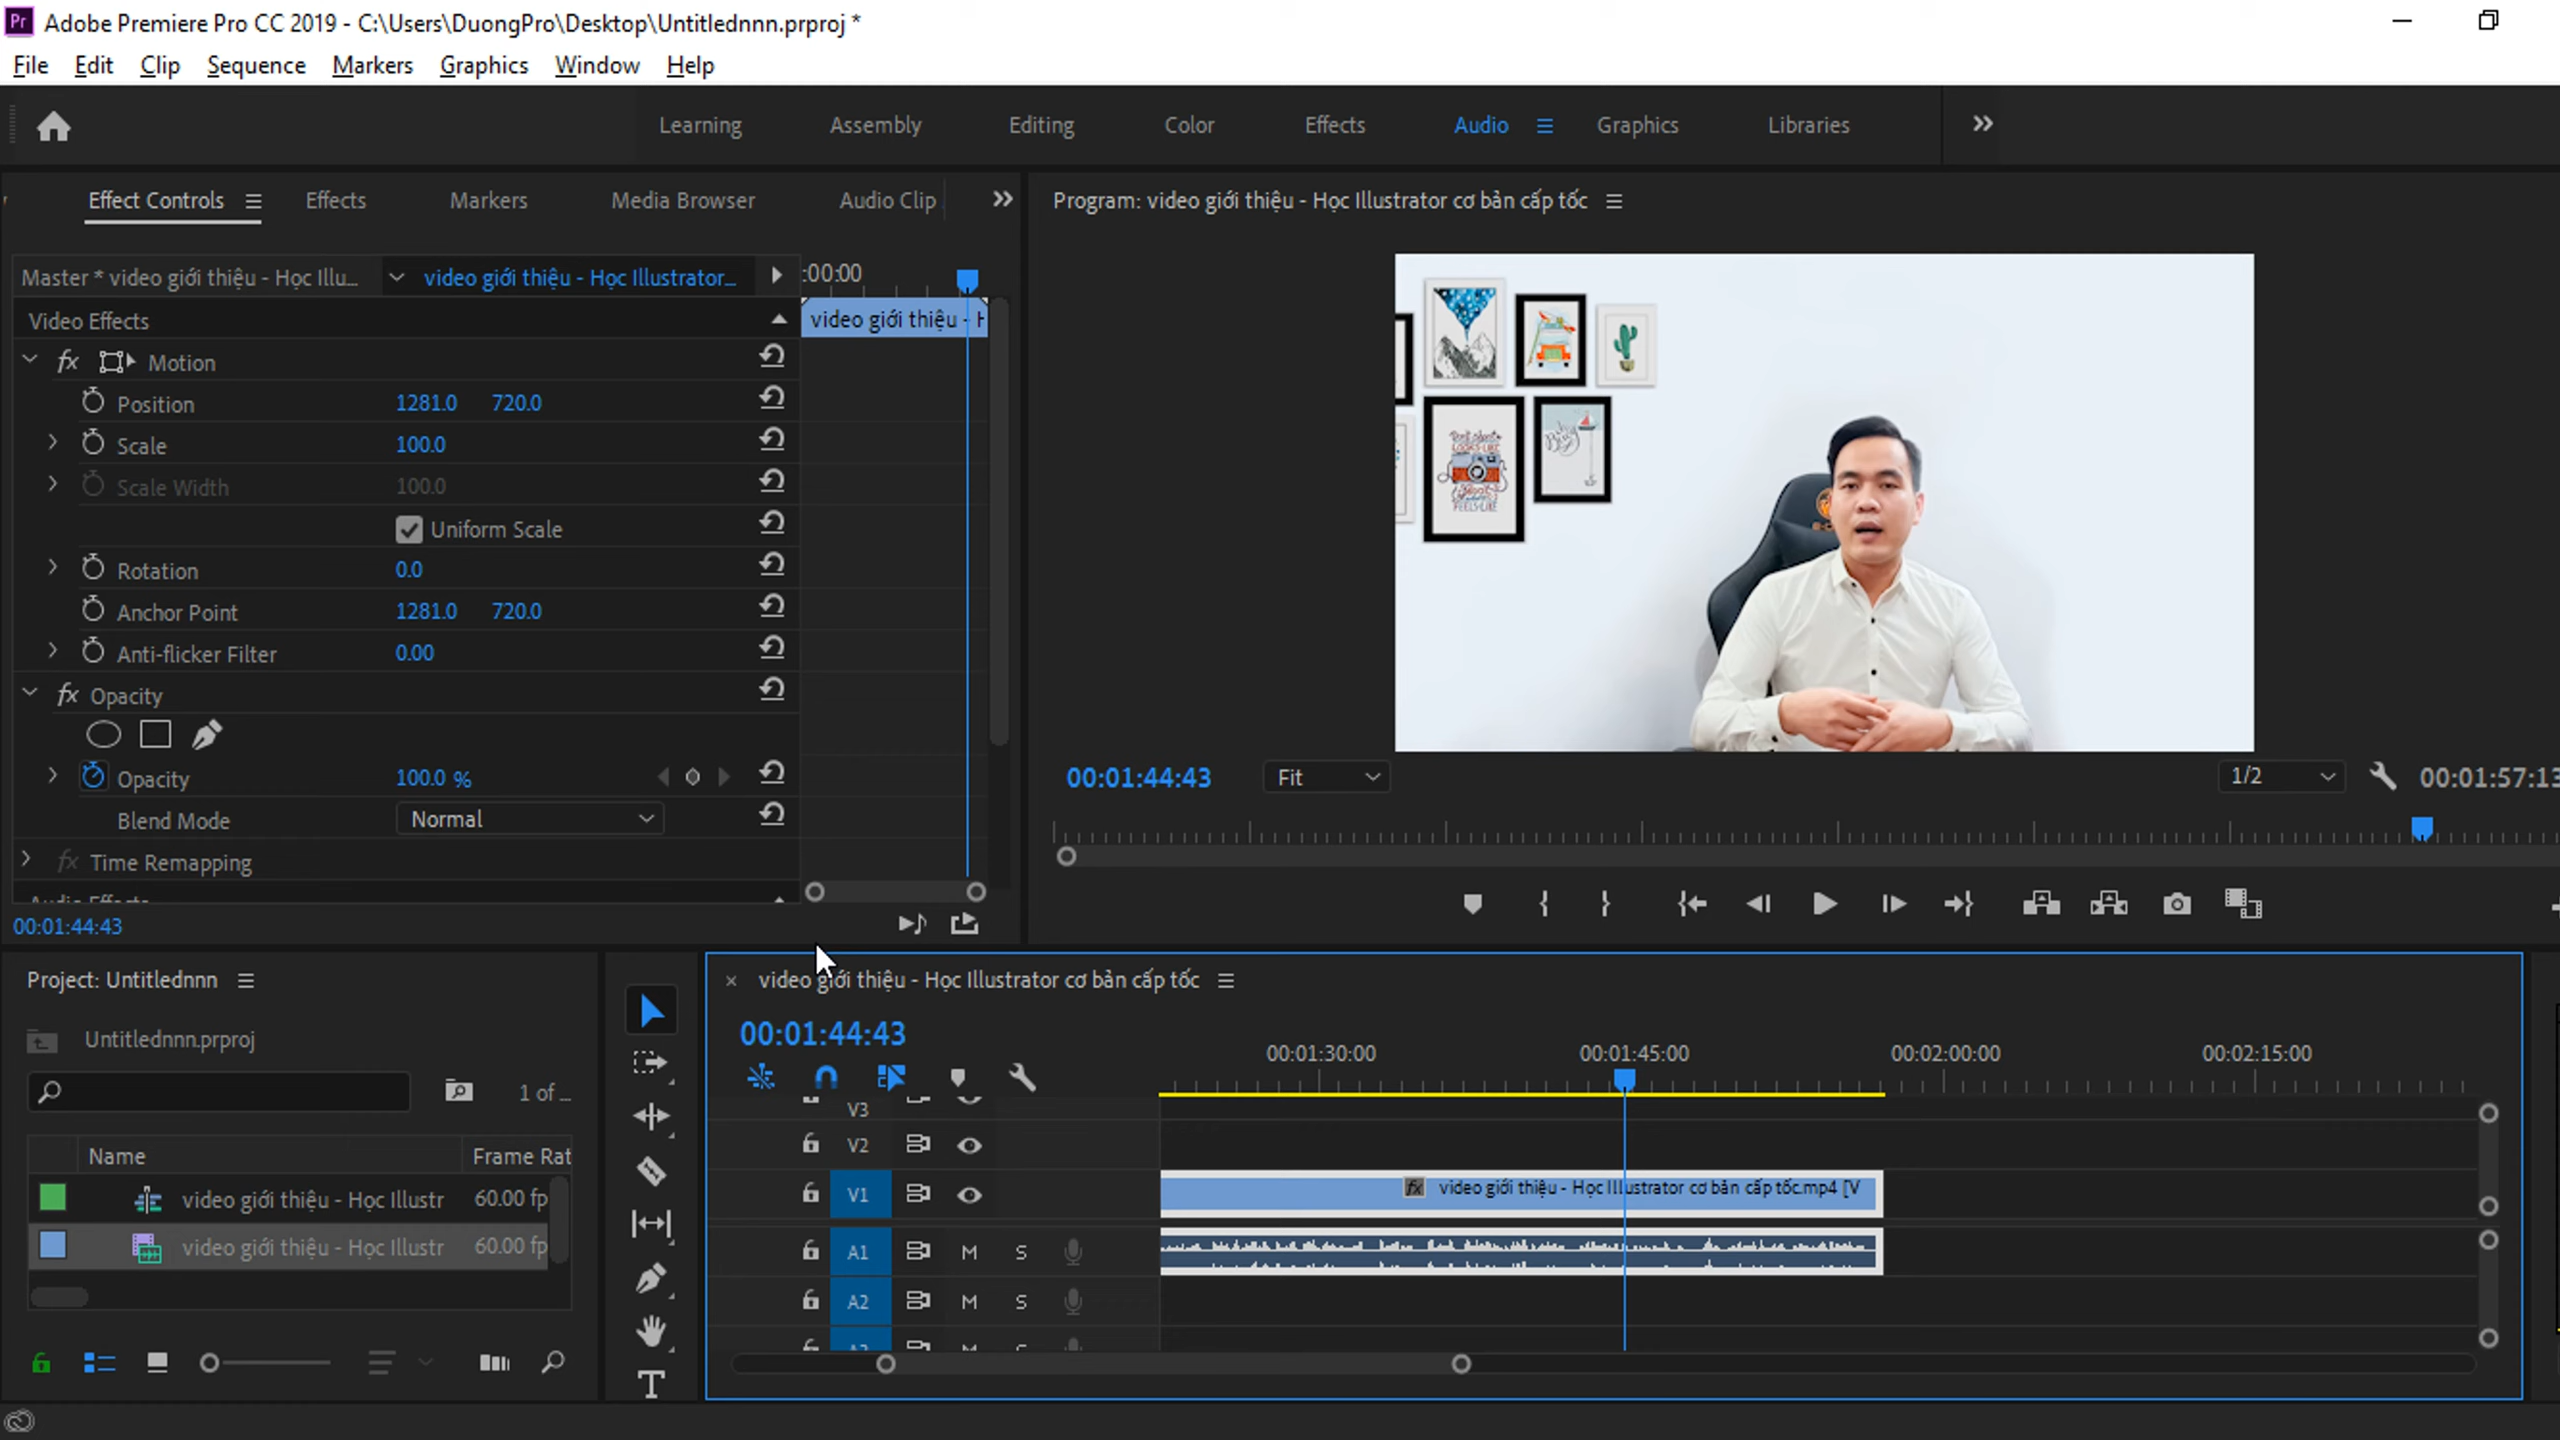 Adobe Premiere Pro CC 2019 - C:\Users\DuongPro\Desktop\Untitlednnn.prproj *
File Edit Clip Sequence Markers Graphics Window Help
Learning Assembly Editing Color Effects Audio Graphics Libraries
Effect Controls Effects Markers Media Browser Audio Clip
Program: video giới thiệu - Học Illustrator cơ bản cấp tốc
Master * video giới thiệu - Học Illu... video giới thiệu - Học Illustrator... :00:00
Video Effects video giới thiệu - H
fx Motion
Position 1281.0 720.0
Scale 100.0
Scale Width 100.0
Uniform Scale
Rotation 0.0
Anchor Point 1281.0 720.0
Anti-flicker Filter 0.00
fx Opacity
Opacity 100.0 %
Blend Mode Normal
fx Time Remapping
Audio Effects
00:01:44:43
FEELS-LIKE
00:01:44:43 Fit 1/2 00:01:57:13
Project: Untitlednnn
Untitlednnn.prproj
1 of ...
Name Frame Rat
video giới thiệu - Học Illustr 60.00 fp
video giới thiệu - Học Illustr 60.00 fp
video giới thiệu - Học Illustrator cơ bản cấp tốc
00:01:44:43
00:01:30:00 00:01:45:00 00:02:00:00 00:02:15:00
V3
V2
V1 fx video giới thiệu - Học Illustrator cơ bản cấp tốc.mp4 [V
A1 M S
A2 M S